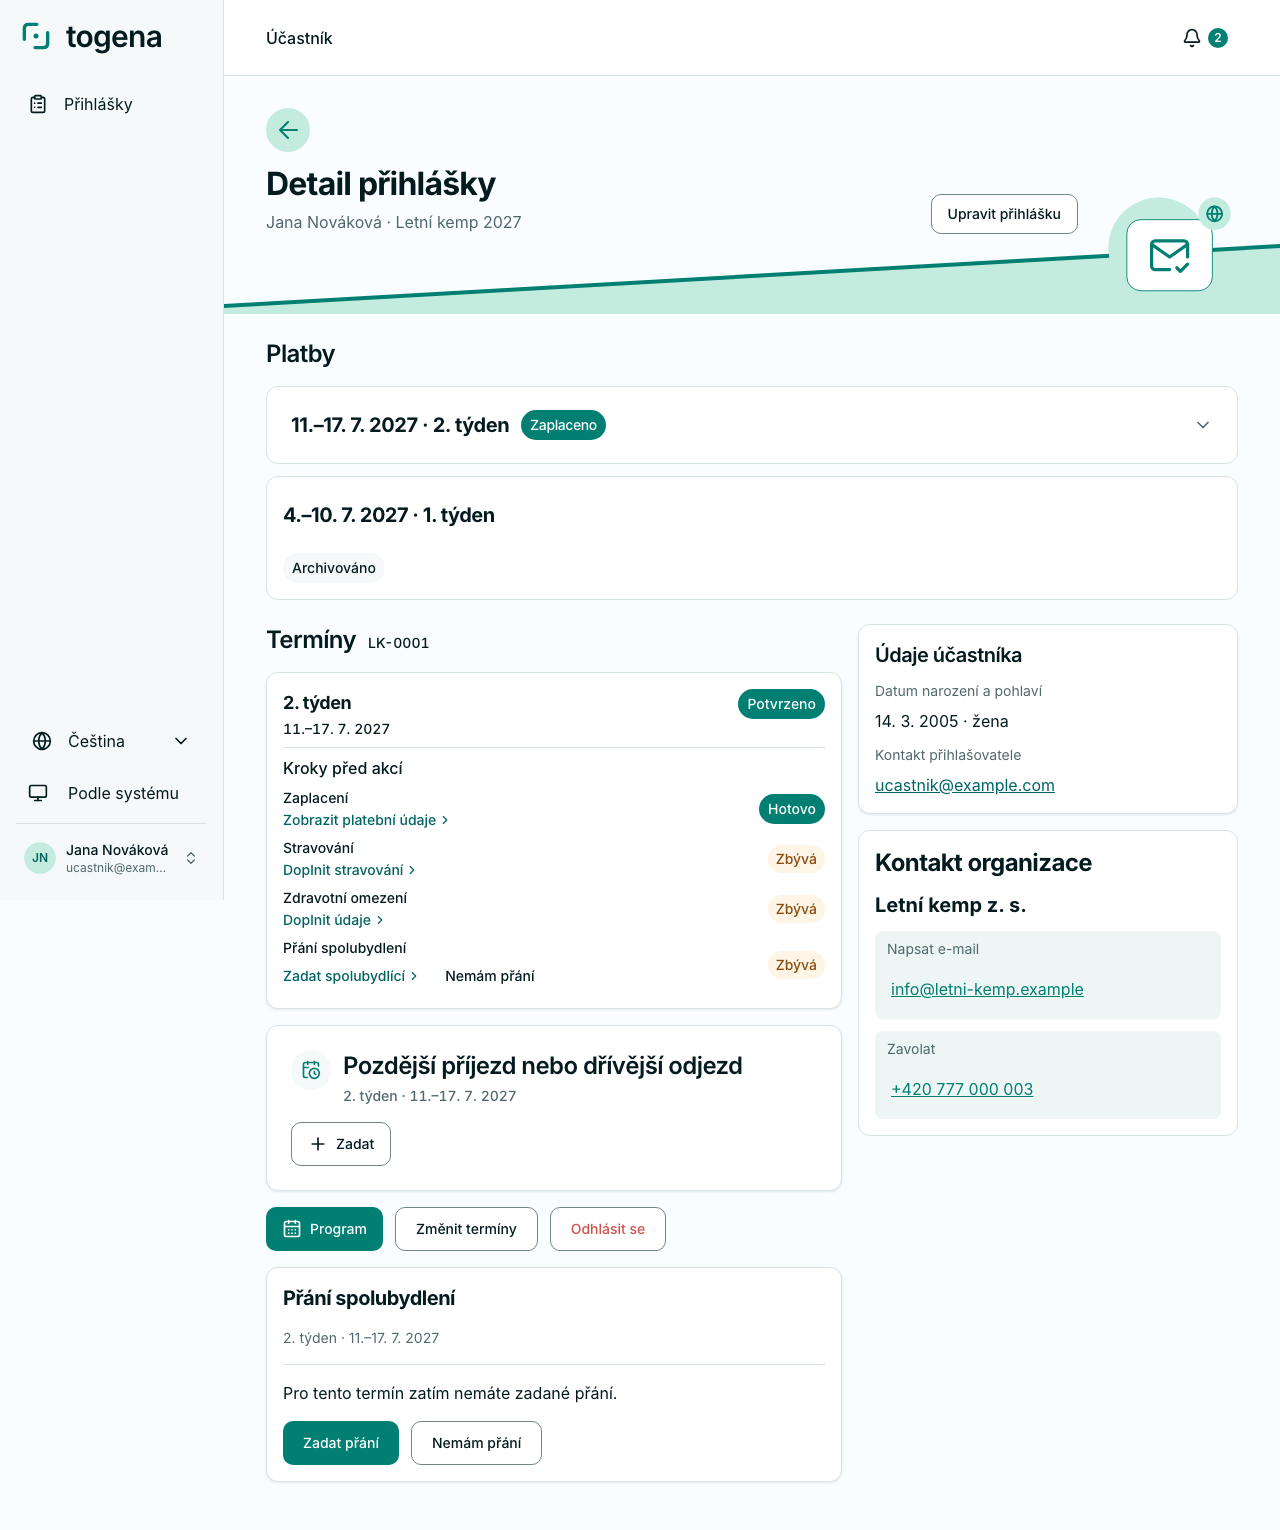 togena
Účastník
2
Přihlášky
Detail přihlášky
Jana Nováková · Letní kemp 2027
Upravit přihlášku
Platby
11.–17. 7. 2027 · 2. týden Zaplaceno
4.–10. 7. 2027 · 1. týden
Archivováno
Termíny LK-0001
2. týden
Potvrzeno
11.–17. 7. 2027
Kroky před akcí
Zaplacení
Zobrazit platební údaje
Hotovo
Stravování
Doplnit stravování
Zbývá
Zdravotní omezení
Doplnit údaje
Zbývá
Přání spolubydlení
Zadat spolubydlící Nemám přání
Zbývá
Pozdější příjezd nebo dřívější odjezd
2. týden · 11.–17. 7. 2027
Zadat
Program Změnit termíny Odhlásit se
Přání spolubydlení
2. týden · 11.–17. 7. 2027
Pro tento termín zatím nemáte zadané přání.
Zadat přání Nemám přání
Údaje účastníka
Datum narození a pohlaví
14. 3. 2005 · žena
Kontakt přihlašovatele
ucastnik@example.com
Kontakt organizace
Letní kemp z. s.
Napsat e-mail
info@letni-kemp.example
Zavolat
+420 777 000 003
Čeština
Podle systému
JN
Jana Nováková
ucastnik@exam...